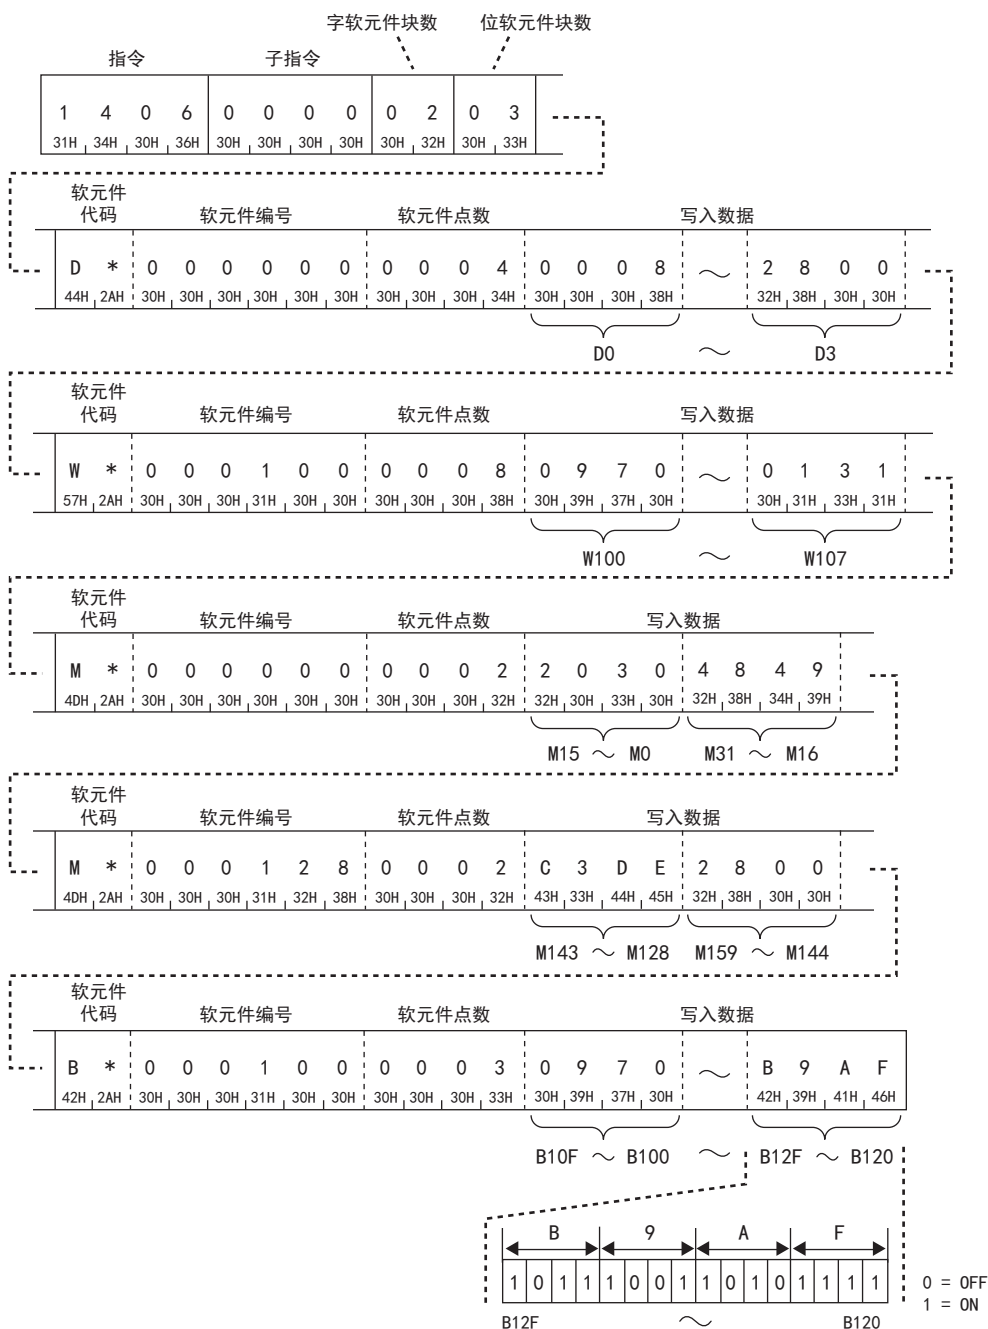 字软元件块数 位软元件块数
指令 子指令
1 4 0 6 0 0 0 0 0 2 0 3
31H 34H 30H 36H 30H 30H 30H 30H 30H 32H 30H 33H
软元件
代码 软元件编号 软元件点数 写入数据
D * 0 0 0 0 0 0 0 0 0 4 0 0 0 8 ～ 2 8 0 0
44H 2AH 30H 30H 30H 30H 30H 30H 30H 30H 30H 34H 30H 30H 30H 38H 32H 38H 30H 30H
D0 ～ D3
软元件
代码 软元件编号 软元件点数 写入数据
W * 0 0 0 1 0 0 0 0 0 8 0 9 7 0 ～ 0 1 3 1
57H 2AH 30H 30H 30H 31H 30H 30H 30H 30H 30H 38H 30H 39H 37H 30H 30H 31H 33H 31H
W100 ～ W107
软元件
代码 软元件编号 软元件点数 写入数据
M * 0 0 0 0 0 0 0 0 0 2 2 0 3 0 4 8 4 9
4DH 2AH 30H 30H 30H 30H 30H 30H 30H 30H 30H 32H 32H 30H 33H 30H 32H 38H 34H 39H
M15 ～ M0 M31 ～ M16
软元件
代码 软元件编号 软元件点数 写入数据
M * 0 0 0 1 2 8 0 0 0 2 C 3 D E 2 8 0 0
4DH 2AH 30H 30H 30H 31H 32H 38H 30H 30H 30H 32H 43H 33H 44H 45H 32H 38H 30H 30H
M143 ～ M128 M159 ～ M144
软元件
代码 软元件编号 软元件点数 写入数据
B * 0 0 0 1 0 0 0 0 0 3 0 9 7 0 ～ B 9 A F
42H 2AH 30H 30H 30H 31H 30H 30H 30H 30H 30H 33H 30H 39H 37H 30H 42H 39H 41H 46H
B10F ～ B100 ～ B12F ～ B120
B 9 A F
1 0 1 1 1 0 0 1 1 0 1 0 1 1 1 1 0 = OFF
1 = ON
B12F ～ B120